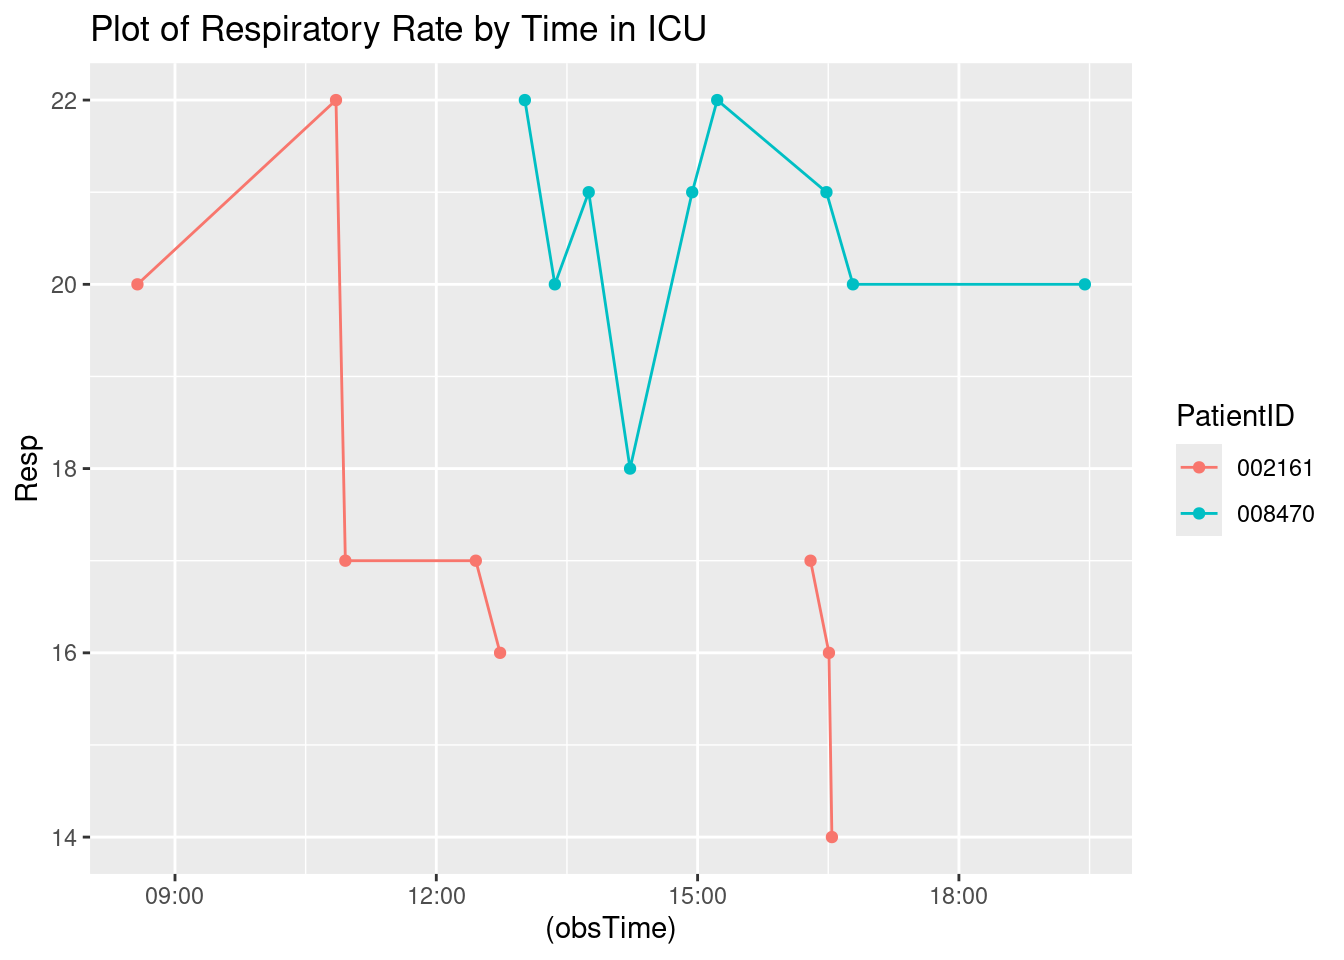 Plot of Respiratory Rate by Time in ICU
22
20
18
16
14
Resp
09:00 12:00 15:00 18:00
(obsTime)
PatientID
002161
008470